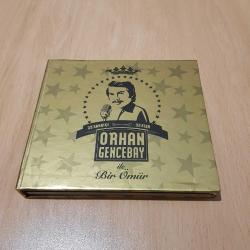 ORHAN
GENCEBAY
ile
Bir Ömür